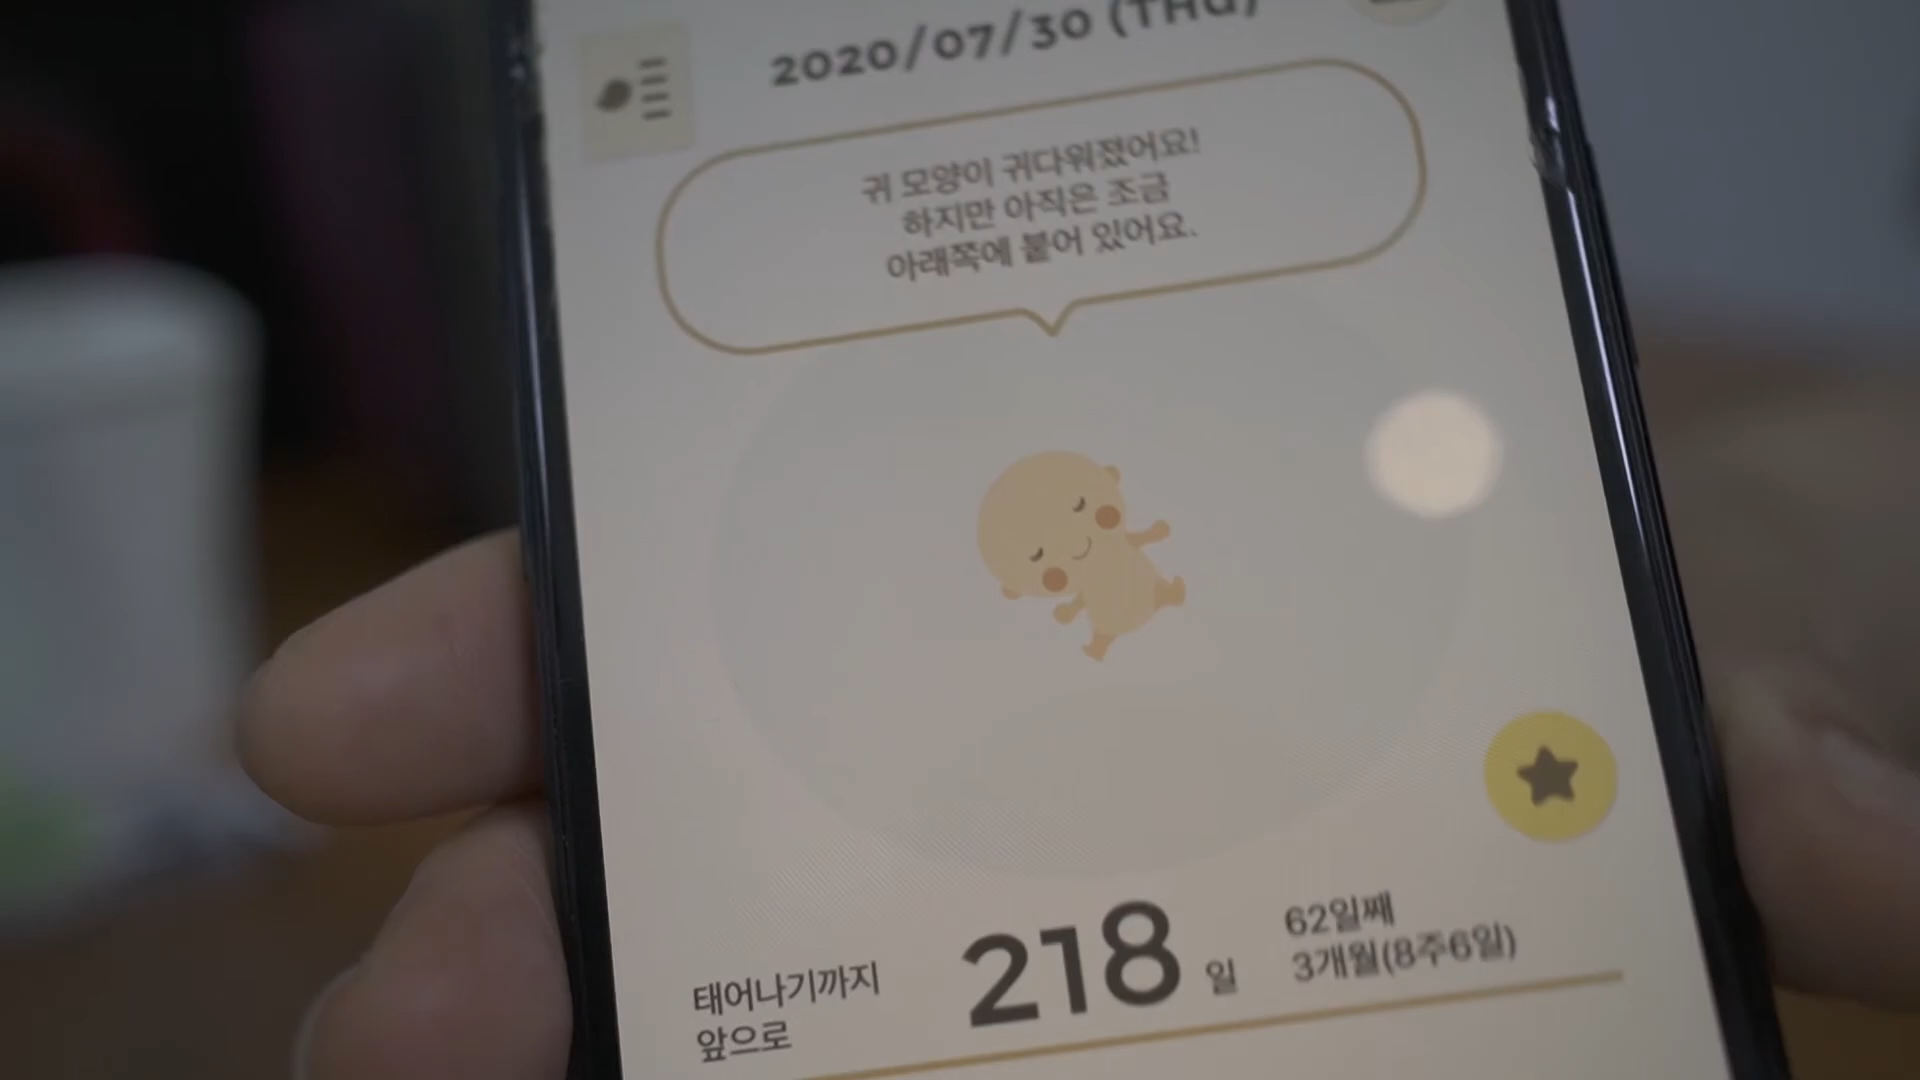 2020/07/30 (THU)
귀 모양이 귀다워졌어요!
하지만 아직은 조금
아래쪽에 붙어 있어요.
태어나기까지
앞으로
218 일
62일째
3개월(8주6일)